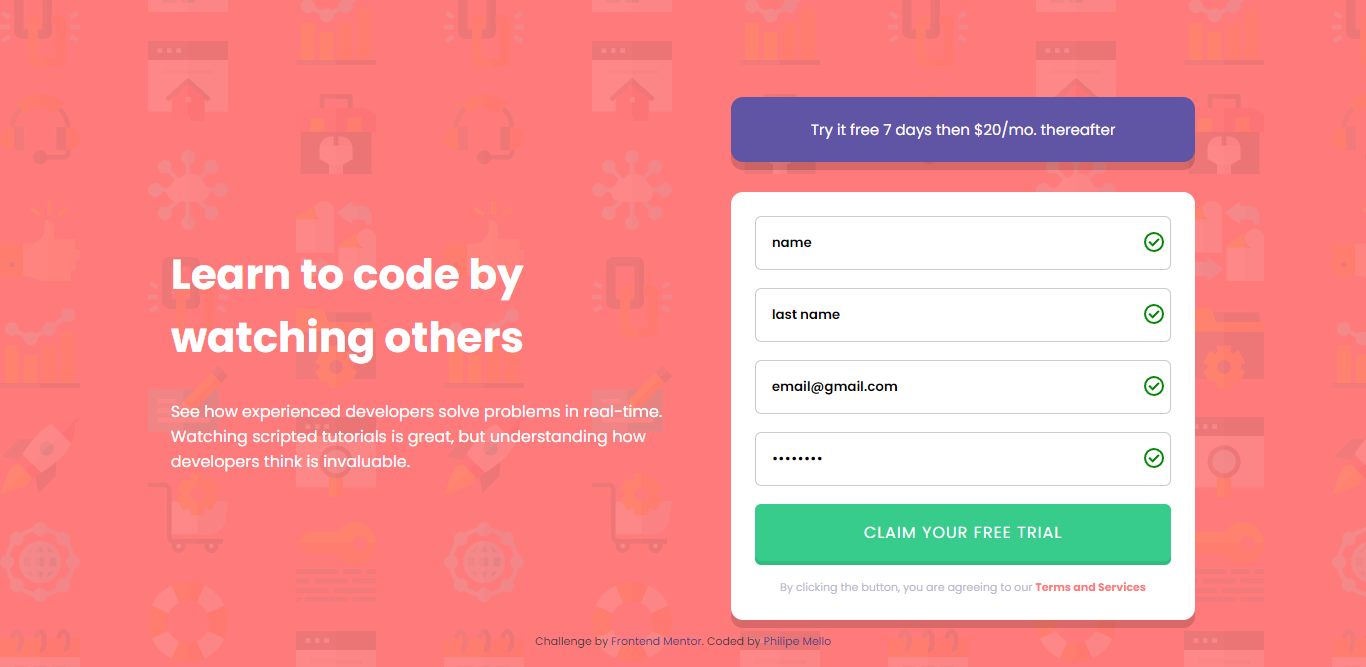 Try it free 7 days then $20/mo. thereafter
Learn to code by
watching others
See how experienced developers solve problems in real-time.
Watching scripted tutorials is great, but understanding how
developers think is invaluable.
name
last name
email@gmail.com
••••••••
CLAIM YOUR FREE TRIAL
By clicking the button, you are agreeing to our Terms and Services
Challenge by Frontend Mentor. Coded by Philipe Mello